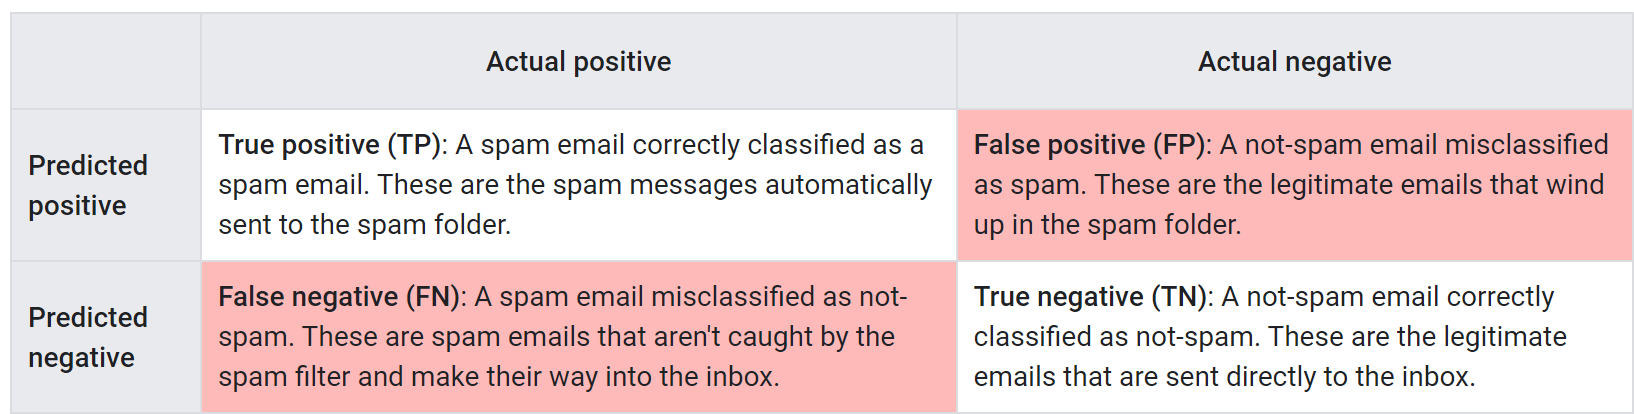 Actual positive
Actual negative
Predicted
positive
True positive (TP): A spam email correctly classified as a
spam email. These are the spam messages automatically
sent to the spam folder.
False positive (FP): A not-spam email misclassified
as spam. These are the legitimate emails that wind
up in the spam folder.
Predicted
negative
False negative (FN): A spam email misclassified as not-
spam. These are spam emails that aren't caught by the
spam filter and make their way into the inbox.
True negative (TN): A not-spam email correctly
classified as not-spam. These are the legitimate
emails that are sent directly to the inbox.